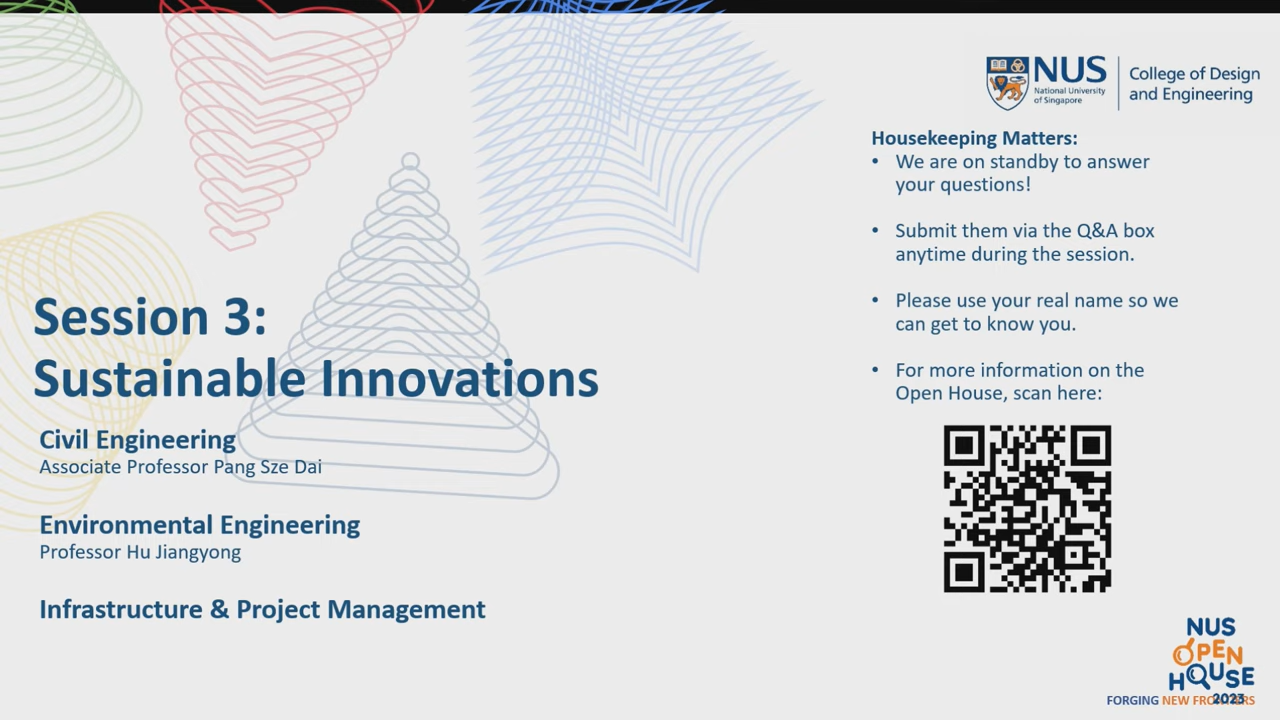 NUS
National University
of Singapore
College of Design
and Engineering
Housekeeping Matters:
• We are on standby to answer
your questions!
• Submit them via the Q&A box
anytime during the session.
• Please use your real name so we
can get to know you.
• For more information on the
Open House, scan here:
Session 3:
Sustainable Innovations
Civil Engineering
Associate Professor Pang Sze Dai
Environmental Engineering
Professor Hu Jiangyong
Infrastructure & Project Management
NUS
OPEN
HOUSE
2023
FORGING NEW FRONTIERS